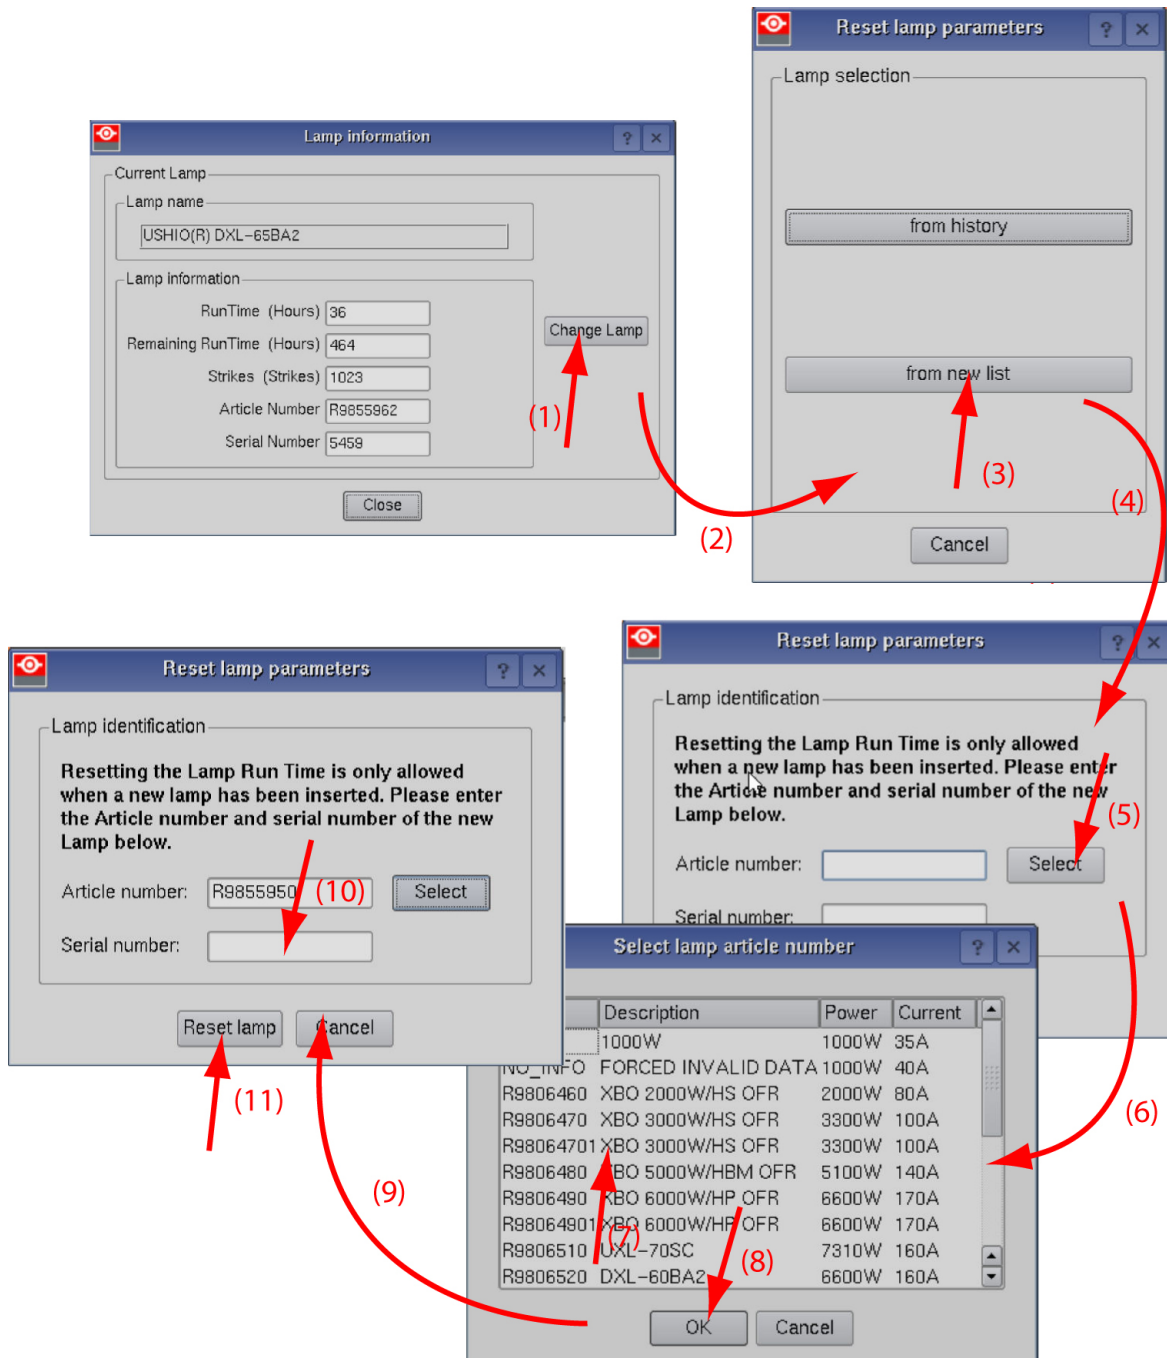 Lamp information
Current Lamp
Lamp name
USHIO(R) DXL-65BA2
Lamp information
RunTime (Hours) 36
Remaining RunTime (Hours) 464
Strikes (Strikes) 1023
Article Number R9855962
Serial Number 5459
Change Lamp
Close
(1)
(2)
Reset lamp parameters
Lamp selection
from history
from new list
Cancel
(3)
(4)
Reset lamp parameters
Lamp identification
Resetting the Lamp Run Time is only allowed
when a new lamp has been inserted. Please enter
the Article number and serial number of the new
Lamp below.
Article number: Select
Serial number:
(5)
(6)
Select lamp article number
Description Power Current
1000W 1000W 35A
NO_INFO FORCED INVALID DATA 1000W 40A
R9806460 XBO 2000W/HS OFR 2000W 80A
R9806470 XBO 3000W/HS OFR 3300W 100A
R98064701 XBO 3000W/HS OFR 3300W 100A
R9806480 XBO 5000W/HBM OFR 5100W 140A
R9806490 XBO 6000W/HP OFR 6600W 170A
R98064901 XBO 6000W/HP OFR 6600W 170A
R9806510 UXL-70SC 7310W 160A
R9806520 DXL-60BA2 6600W 160A
OK Cancel
(7)
(8)
(9)
Reset lamp parameters
Lamp identification
Resetting the Lamp Run Time is only allowed
when a new lamp has been inserted. Please enter
the Article number and serial number of the new
Lamp below.
Article number: R9855950 Select
Serial number:
Reset lamp Cancel
(10)
(11)